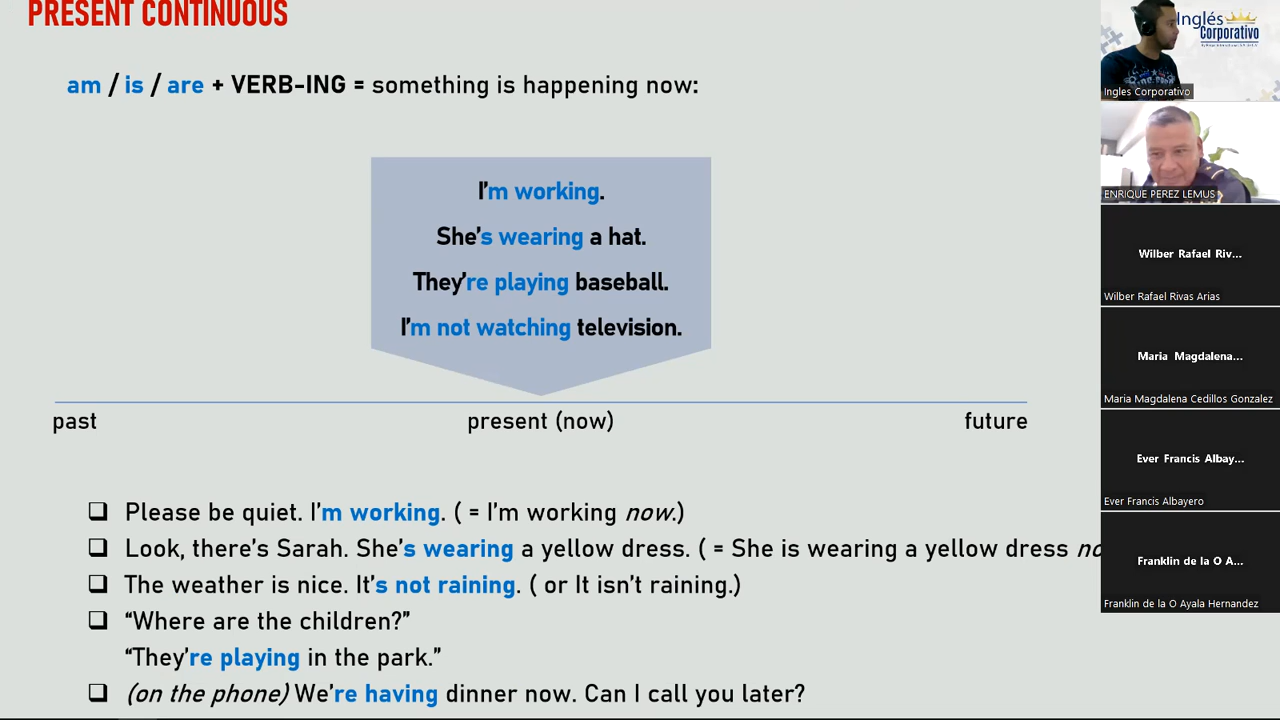 PRESENT CONTINUOUS
am / is / are + VERB-ING = something is happening now:
I'm working.
She's wearing a hat.
They're playing baseball.
I'm not watching television.
past present (now) future
❑ Please be quiet. I'm working. ( = I'm working now.)
❑ Look, there's Sarah. She's wearing a yellow dress. ( = She is wearing a yellow dress no
❑ The weather is nice. It's not raining. ( or It isn't raining.)
❑ “Where are the children?”
“They're playing in the park.”
❑ (on the phone) We're having dinner now. Can I call you later?
Inglés
Corporativo
Ingles Corporativo
ENRIQUE PEREZ LEMUS
Wilber Rafael Riv...
Wilber Rafael Rivas Arias
Maria Magdalena...
Maria Magdalena Cedillos Gonzalez
Ever Francis Albay...
Ever Francis Albayero
Franklin de la O A...
Franklin de la O Ayala Hernandez